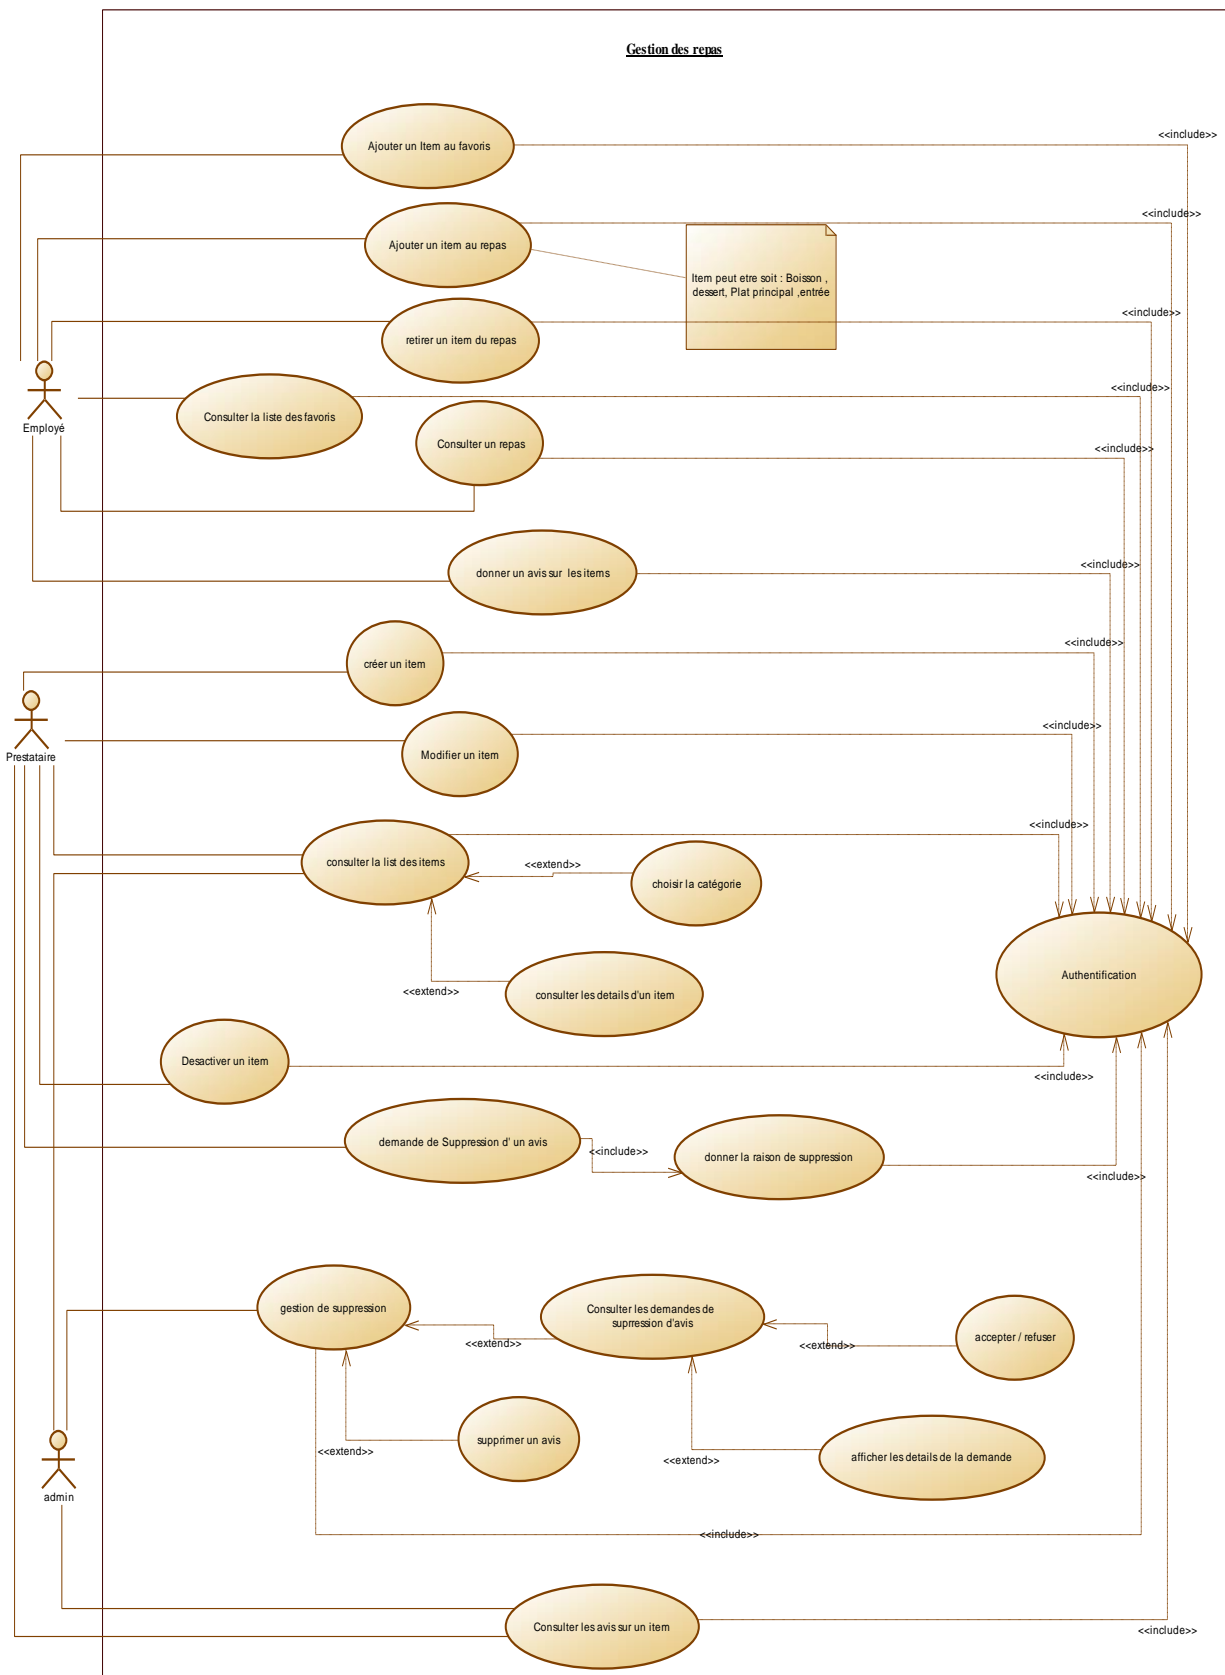 Gestion des repas
<<include>>
Ajouter un Item au favoris
<<include>>
Ajouter un item au repas
Item peut etre soit : Boisson ,
dessert, Plat principal ,entrée
<<include>>
retirer un item du repas
<<include>>
Consulter la liste des favoris
Employé
Consulter un repas
<<include>>
<<include>>
donner un avis sur les items
<<include>>
créer un item
<<include>>
Modifier un item
Prestataire
<<include>>
consulter la list des items
<<extend>>
choisir la catégorie
Authentification
<<extend>>
consulter les details d'un item
Desactiver un item
<<include>>
demande de Suppression d' un avis
<<include>>
donner la raison de suppression
<<include>>
gestion de suppression
Consulter les demandes de
suprression d'avis
<<extend>>
<<extend>>
accepter / refuser
supprimer un avis
<<extend>>
<<extend>>
afficher les details de la demande
admin
<<include>>
Consulter les avis sur un item
<<include>>